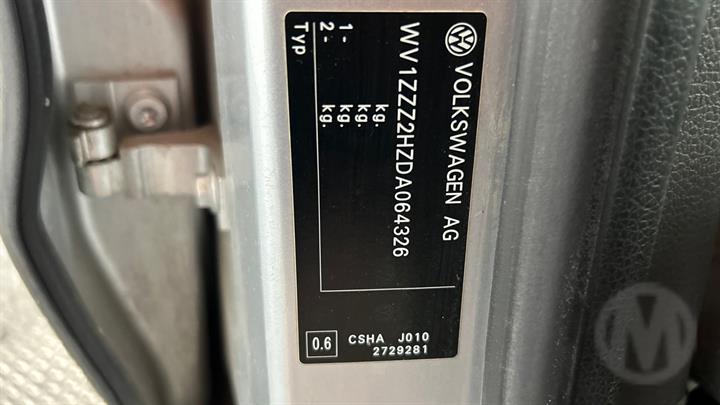 VOLKSWAGEN AG
WV1ZZZ2HZDA064326
kg.
kg.
1- kg.
2- kg.
Typ
0.6 CSHA J010
2729281
M